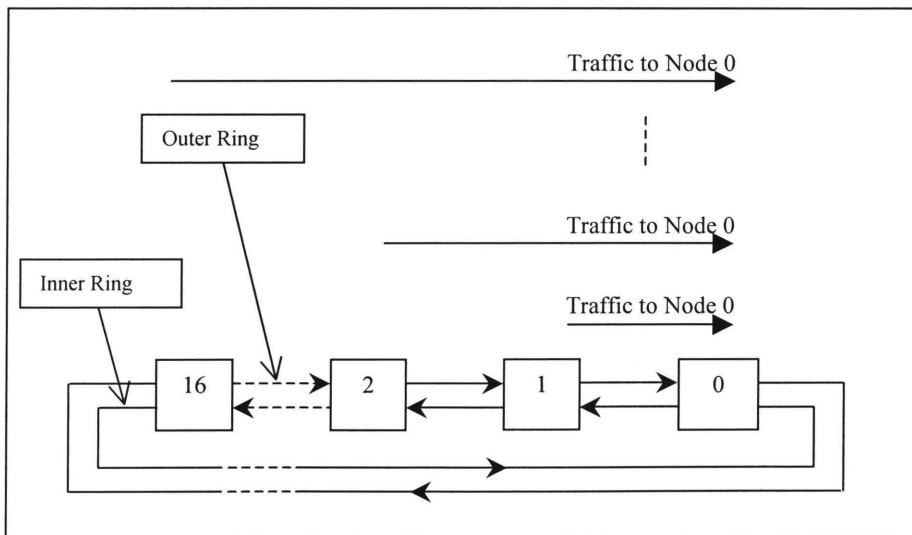 Traffic to Node 0
Outer Ring
Traffic to Node 0
Inner Ring
Traffic to Node 0
16
2
1
0